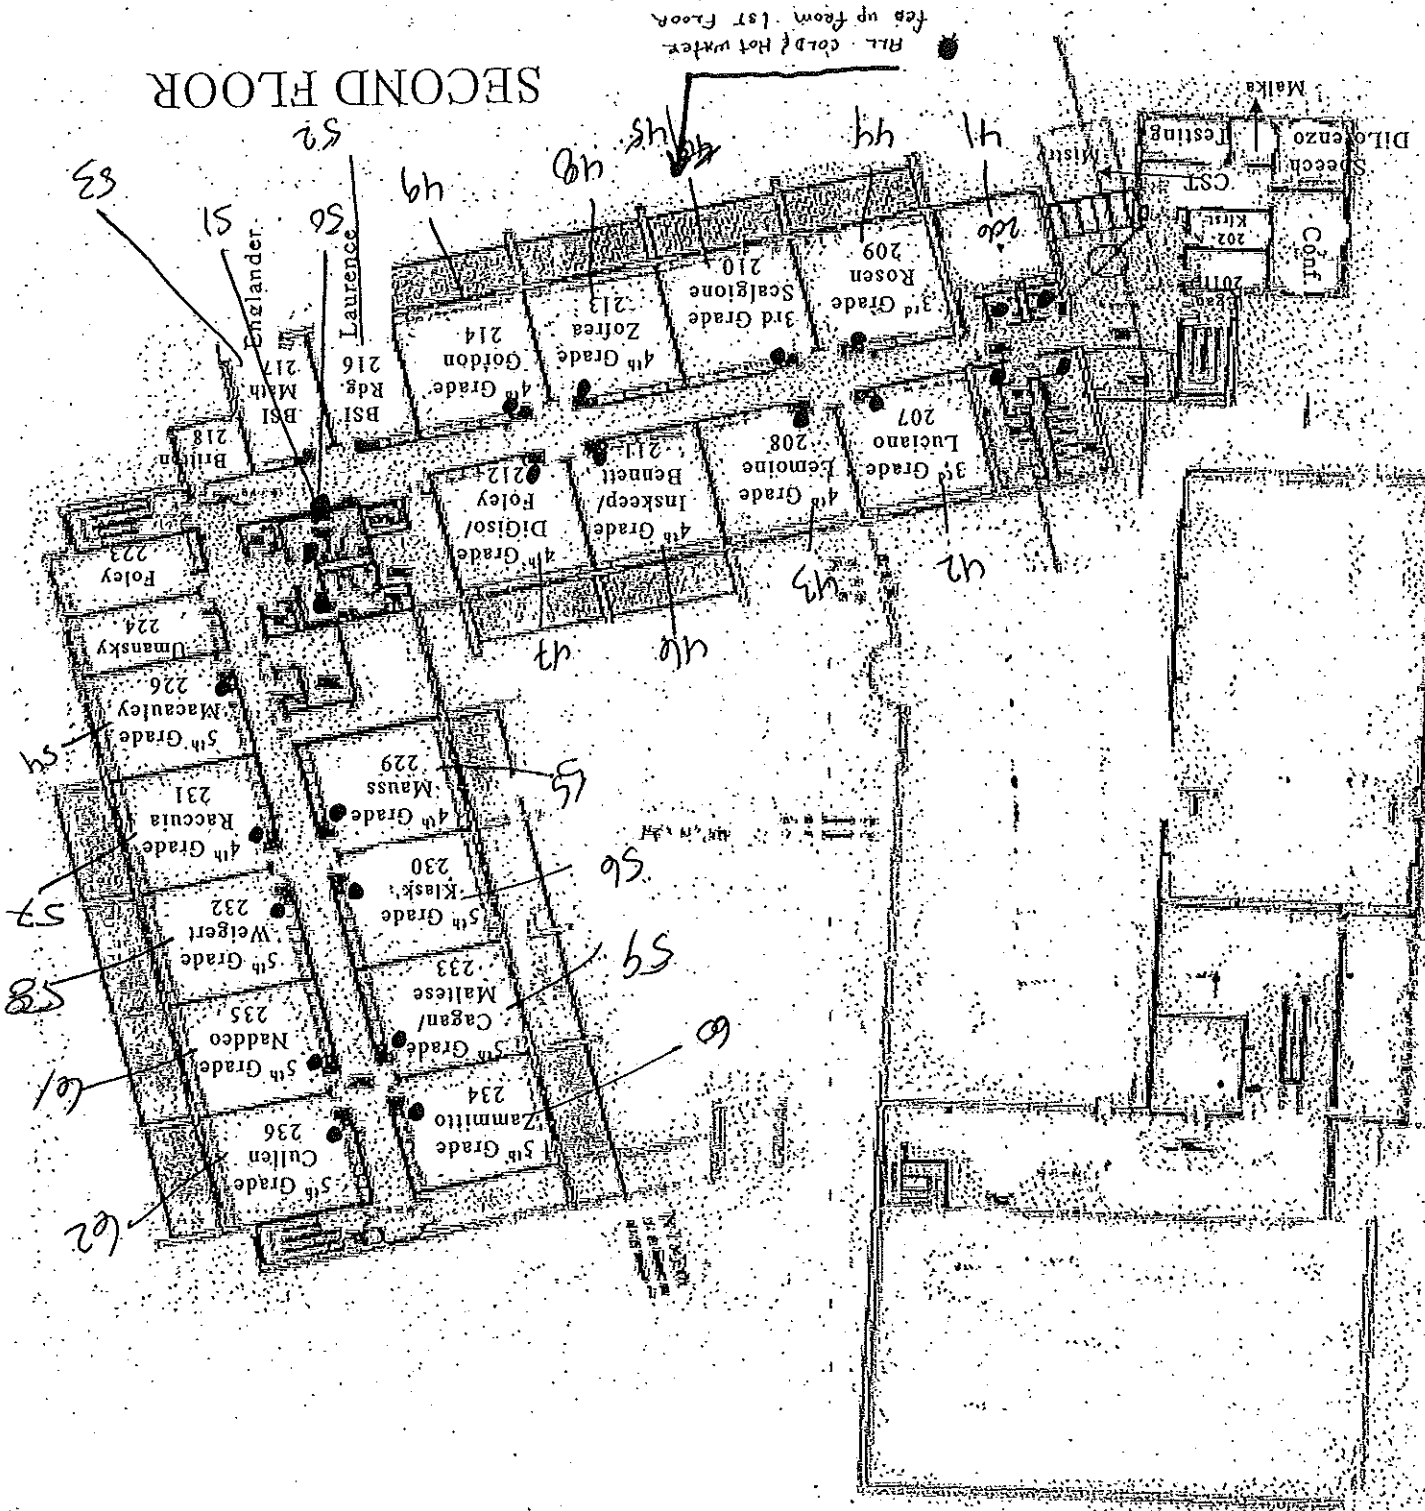 62
5th Grade
Cullen
236
61
5th Grade
Naddeo
235
5th Grade
Zammitto
234
60
5th Grade
Cagan/
Maltese
233
59
58
5th Grade
Weigert
232
5th Grade
Klask
230
56
57
4th Grade
Raccuia
231
4th Grade
Mauss
229
55
54
5th Grade
Macauley
226
Umansky
224
Foley
223
47
46
43
42
4th Grade
DiGiso/
Foley
212
4th Grade
Inskeep/
Bennett
211
4th Grade
Lemoine
208
3rd Grade
Luciano
207
Britton
218
BSI
Math
217
Englander
BSI
Rdg.
216
Laurence
4th Grade
Gordon
214
4th Grade
Zofrea
213
3rd Grade
Scalgione
210
3rd Grade
Rosen
209
206
Egan
201
Kirst
202
Conf.
CST
Mistry
Speech
DiLorenzo
Testing
Malka
53
51
50
52
49
48
45
44
41
SECOND FLOOR
ALL COLD & Hot water
fed up from 1ST FLOOR